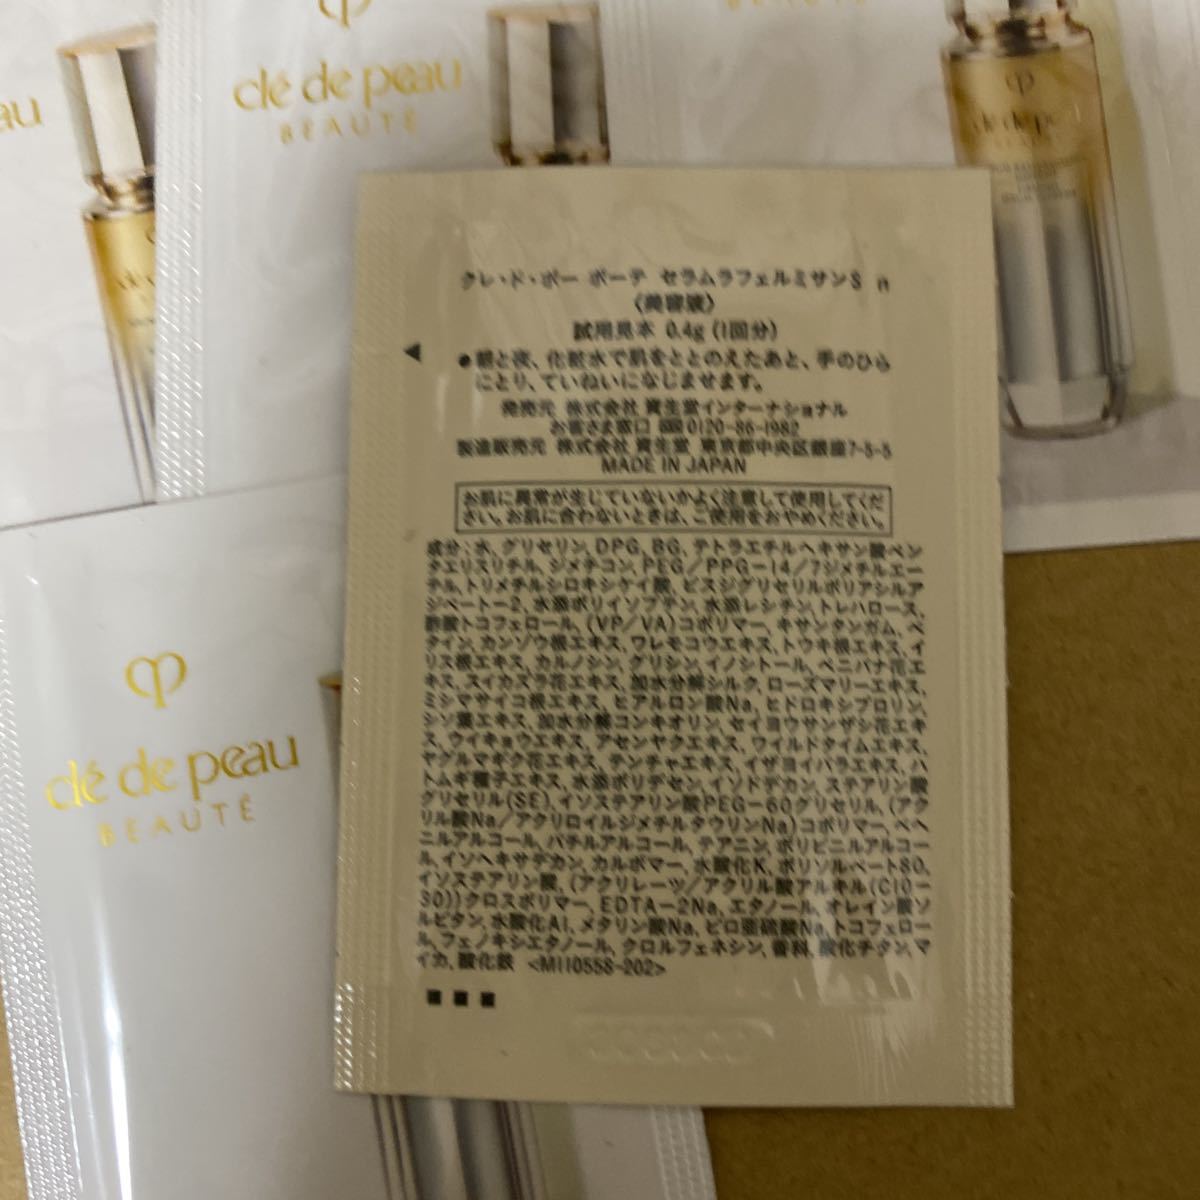 au
clé de peau
BEAUTÉ
BEAUTÉ
clé de peau
BEAUTÉ
クレ・ド・ポー ボーテ セラムラフェルミサンS n
〈美容液〉
試用見本 0.4g (1回分)
●朝と夜、化粧水で肌をととのえたあと、手のひら
にとり、ていねいになじませます。
発売元 株式会社 資生堂インターナショナル
お客さま窓口 0120-86-1982
製造販売元 株式会社 資生堂 東京都中央区銀座7-5-5
MADE IN JAPAN
お肌に異常が生じていないかよく注意して使用してくだ
さい。お肌に合わないときは、ご使用をおやめください。
成分：水, グリセリン, DPG, BG, テトラエチルヘキサン酸ペン
タエリスリチル, ジメチコン, PEG／PPG－14／7ジメチルエー
テル, トリメチルシロキシケイ酸, ビスジグリセリルポリアシルア
ジペート－2, 水添ポリイソブテン, 水添レシチン, トレハロース,
酢酸トコフェロール, (VP／VA)コポリマー, キサンタンガム, ベ
タイン, カンゾウ根エキス, ワレモコウエキス, トウキ根エキス, イ
リス根エキス, カルノシン, グリシン, イノシトール, ベニバナ花エ
キス, スイカズラ花エキス, 加水分解シルク, ローズマリーエキス,
ミシマサイコ根エキス, ヒアルロン酸Na, ヒドロキシプロリン,
シソ葉エキス, 加水分解コンキオリン, セイヨウサンザシ花エキ
ス, ウイキョウエキス, アセンヤクエキス, ワイルドタイムエキス,
ヤグルマギク花エキス, テンチャエキス, イザヨイバラエキス, ハ
トムギ種子エキス, 水添ポリデセン, イソドデカン, ステアリン酸
グリセリル(SE), イソステアリン酸PEG－60グリセリル, (アク
リル酸Na／アクリロイルジメチルタウリンNa)コポリマー, ベヘ
ニルアルコール, バチルアルコール, テアニン, ポリビニルアルコー
ル, イソヘキサデカン, カルボマー, 水酸化K, ポリソルベート80,
イソステアリン酸, (アクリレーツ／アクリル酸アルキル(C10－
30))クロスポリマー, EDTA－2Na, エタノール, オレイン酸ソ
ルビタン, 水酸化Al, メタリン酸Na, ピロ亜硫酸Na, トコフェロー
ル, フェノキシエタノール, クロルフェネシン, 香料, 酸化チタン, マ
イカ, 酸化鉄 <M110558-202>